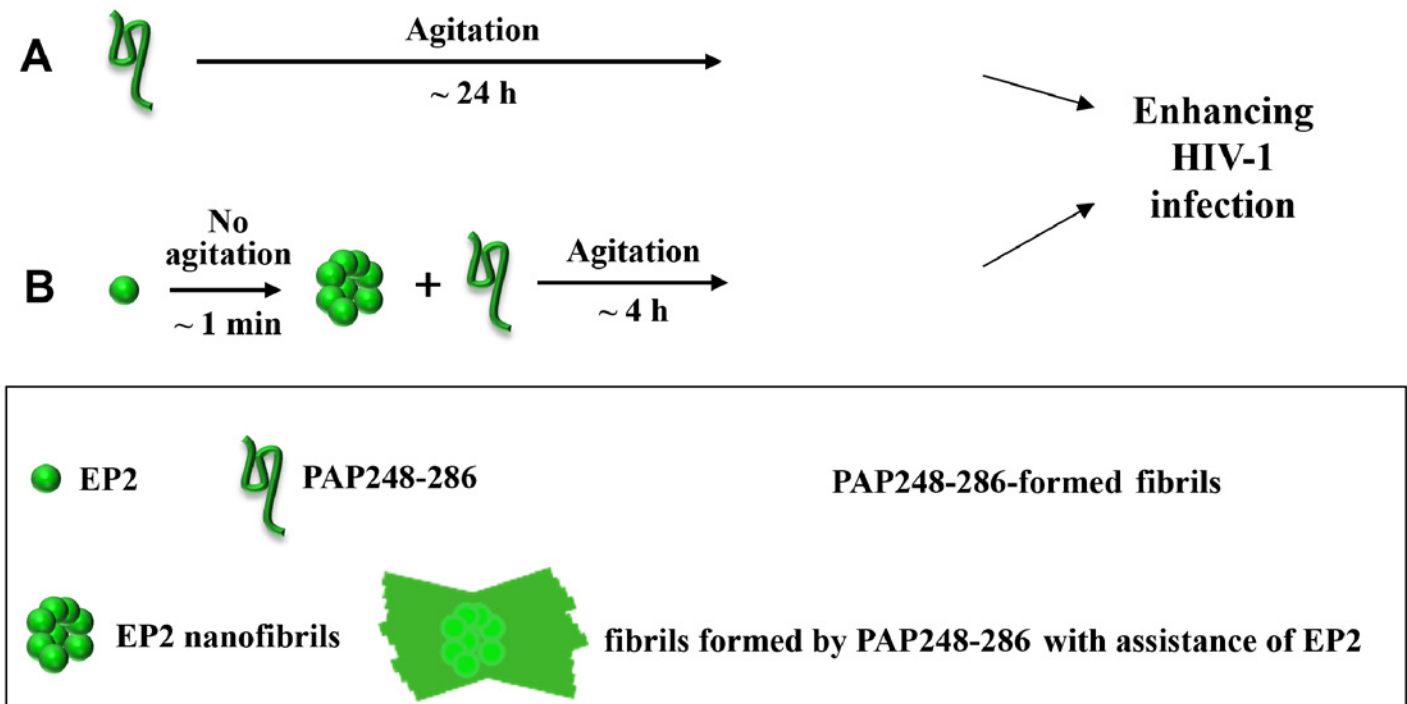 A
Agitation
~ 24 h
Enhancing
HIV-1
infection
B
No
agitation
~ 1 min
+
Agitation
~ 4 h
EP2
PAP248-286
PAP248-286-formed fibrils
EP2 nanofibrils
fibrils formed by PAP248-286 with assistance of EP2